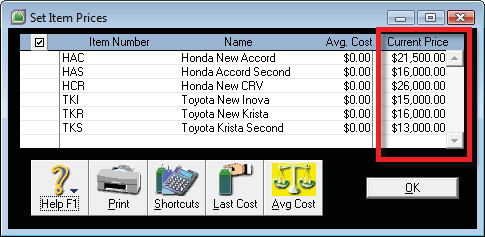 Set Item Prices
Item Number Name Avg. Cost Current Price
HAC Honda New Accord $0.00 $21,500.00
HAS Honda Accord Second $0.00 $16,000.00
HCR Honda New CRV $0.00 $26,000.00
TKI Toyota New Inova $0.00 $15,000.00
TKR Toyota New Krista $0.00 $16,000.00
TKS Toyota Krista Second $0.00 $13,000.00
Help F1 Print Shortcuts Last Cost Avg Cost OK